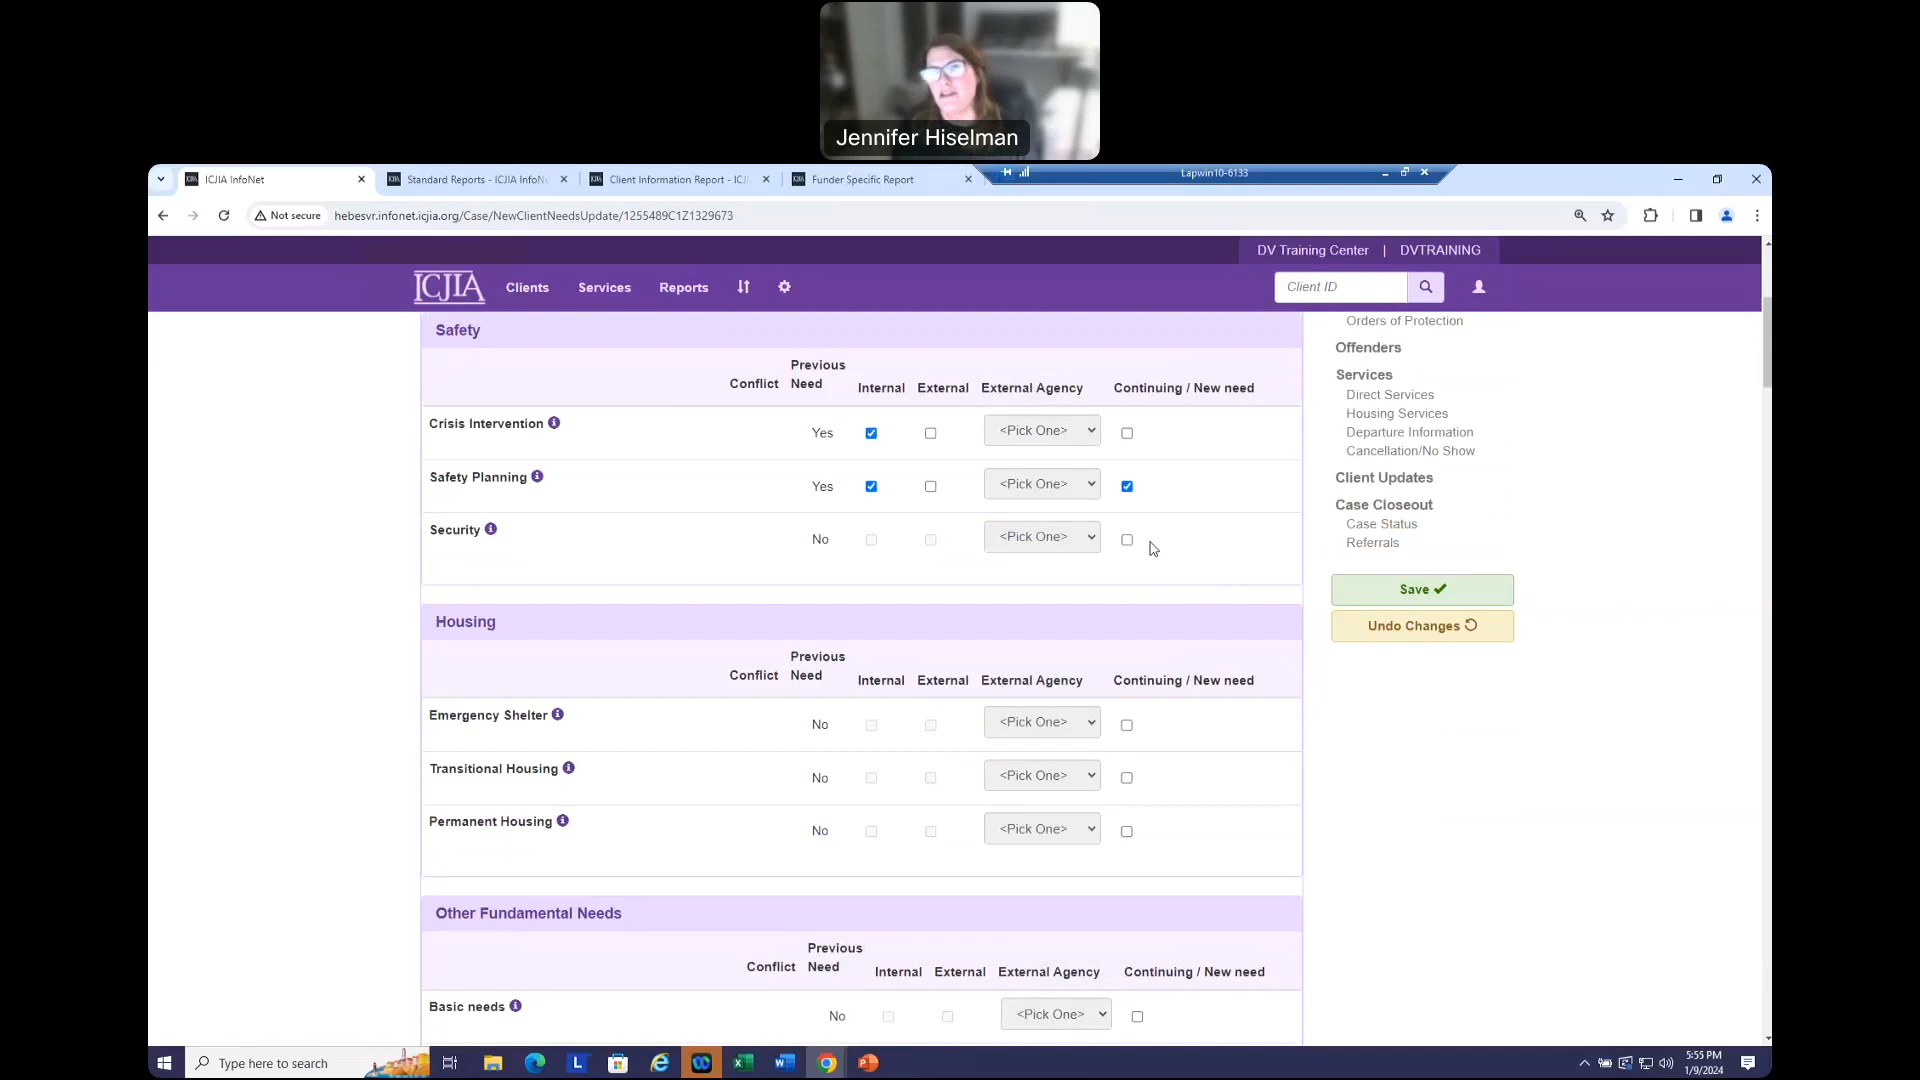 Jennifer Hiselman
ICJIA InfoNet
Standard Reports - ICJIA InfoN
Client Information Report - ICJ
Funder Specific Report
Lapwin10-6133
Not secure
hebesvr.infonet.icjia.org/Case/NewClientNeedsUpdate/1255489C1Z1329673
DV Training Center | DVTRAINING
ICJIA
Clients
Services
Reports
Client ID
Safety
Conflict Previous Need Internal External External Agency Continuing / New need
Crisis Intervention Yes <Pick One>
Safety Planning Yes <Pick One>
Security No <Pick One>
Housing
Conflict Previous Need Internal External External Agency Continuing / New need
Emergency Shelter No <Pick One>
Transitional Housing No <Pick One>
Permanent Housing No <Pick One>
Other Fundamental Needs
Conflict Previous Need Internal External External Agency Continuing / New need
Basic needs No <Pick One>
Orders of Protection
Offenders
Services
Direct Services
Housing Services
Departure Information
Cancellation/No Show
Client Updates
Case Closeout
Case Status
Referrals
Save
Undo Changes
Type here to search
5:55 PM
1/9/2024